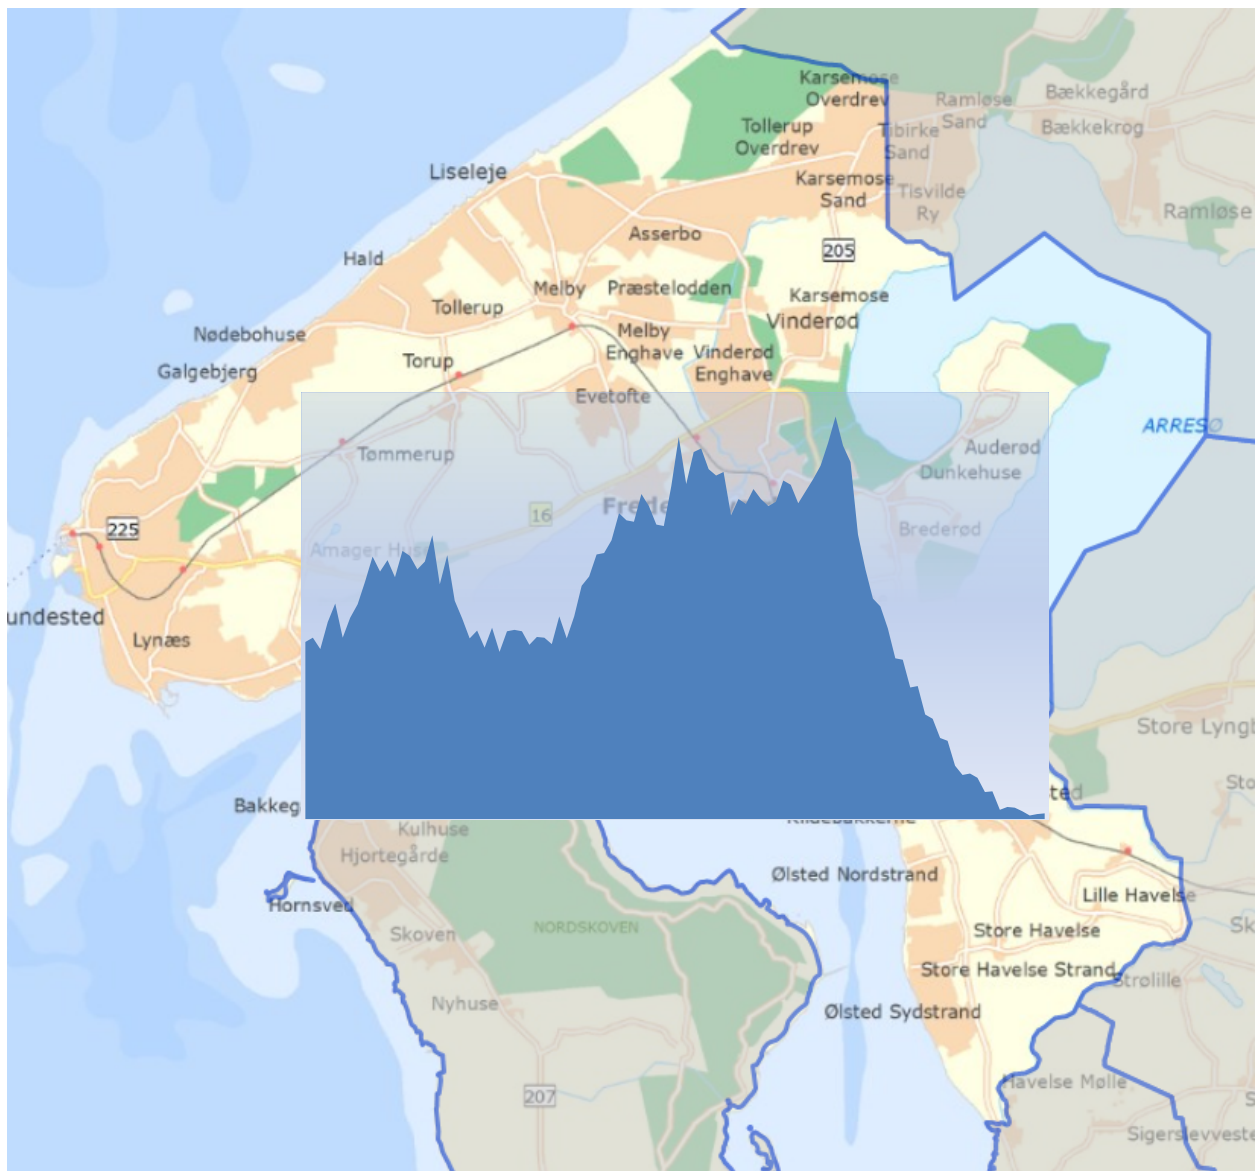 Karsemose
Overdrev
Ramløse
Sand
Bækkegård
Bækkekrog
Tollerup
Overdrev
Tibirke
Sand
Liseleje
Karsemose
Sand
Tisvilde
Ry
Ramløse
Asserbo
205
Hald
Melby
Præstelodden
Karsemose
Tollerup
Vinderød
Nødebohuse
Melby
Enghave
Vinderød
Enghave
Torup
Galgebjerg
Evetofte
ARRESØ
Tømmerup
Auderød
Dunkehuse
16
225
Brederød
Amager Huse
undested
Lynæs
Store Lyngb
Bakkeg
Kulhuse
Hjortegårde
Ølsted Nordstrand
Lille Havelse
Hornsved
Skoven
NORDSKOVEN
Store Havelse
Store Havelse Strand
Strølille
Nyhuse
Ølsted Sydstrand
Havelse Mølle
207
Sigerslevveste